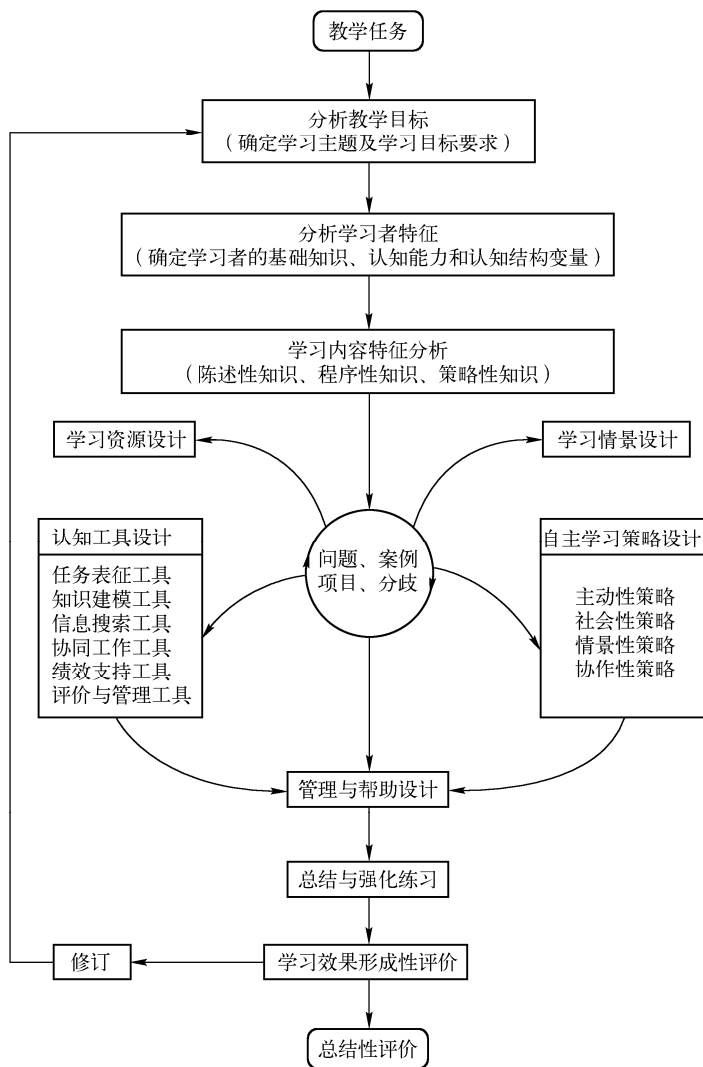 教学任务
分析教学目标
（确定学习主题及学习目标要求）
分析学习者特征
（确定学习者的基础知识、认知能力和认知结构变量）
学习内容特征分析
（陈述性知识、程序性知识、策略性知识）
学习资源设计
学习情景设计
认知工具设计
任务表征工具
知识建模工具
信息搜索工具
协同工作工具
绩效支持工具
评价与管理工具
问题、案例
项目、分歧
自主学习策略设计
主动性策略
社会性策略
情景性策略
协作性策略
管理与帮助设计
总结与强化练习
修订
学习效果形成性评价
总结性评价